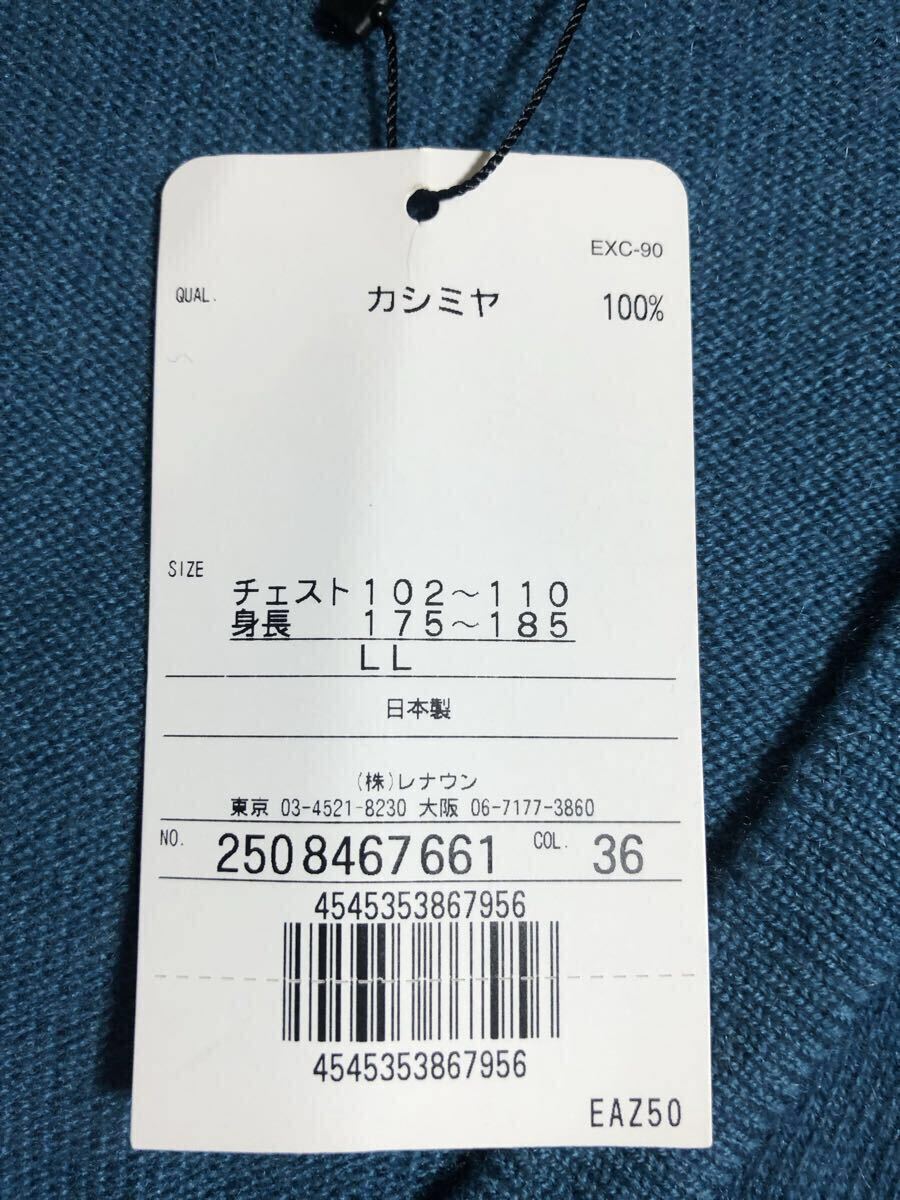 EXC-90
QUAL. カシミヤ 100%
SIZE
チェスト102～110
身長 175～185
LL
日本製
(株)レナウン
東京 03-4521-8230 大阪 06-7177-3860
NO. 2508467661 COL. 36
4545353867956
4545353867956
EAZ50